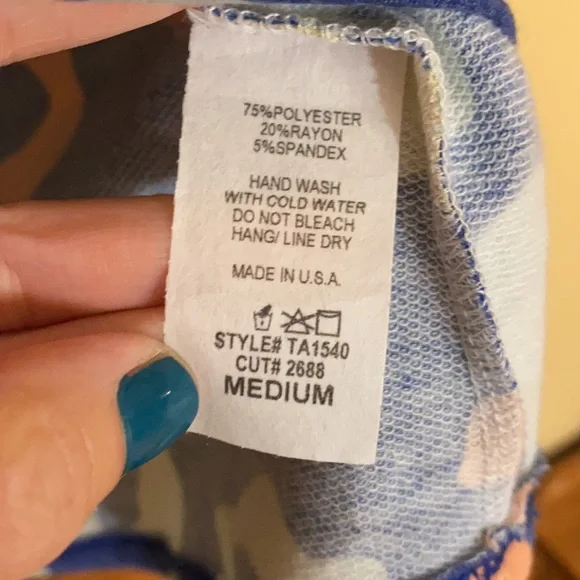 75%POLYESTER
20%RAYON
5%SPANDEX
HAND WASH
WITH COLD WATER
DO NOT BLEACH
HANG/ LINE DRY
MADE IN U.S.A.
STYLE# TA1540
CUT# 2688
MEDIUM